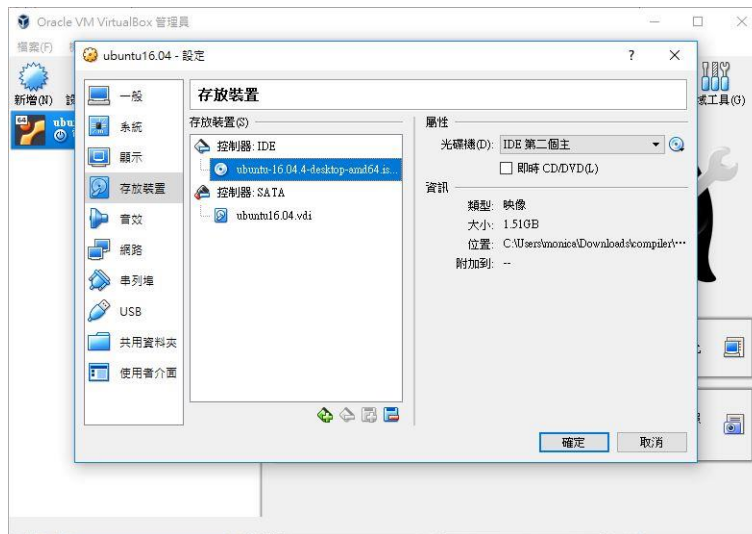 Oracle VM VirtualBox 管理員
檔案(F)
新增(N)
工具(G)
ubuntu16.04 - 設定
? 
一般
系統
顯示
存放裝置
音效
網路
串列埠
USB
共用資料夾
使用者介面
存放裝置
存放裝置(S)
控制器: IDE
ubuntu-16.04.4-desktop-amd64.is...
控制器: SATA
ubuntu16.04.vdi
屬性
光碟機(D): IDE 第二個主
即時 CD/DVD(L)
資訊
類型: 映像
大小: 1.51GB
位置: C:\Users\monica\Downloads\compiler\...
附加到: --
確定
取消